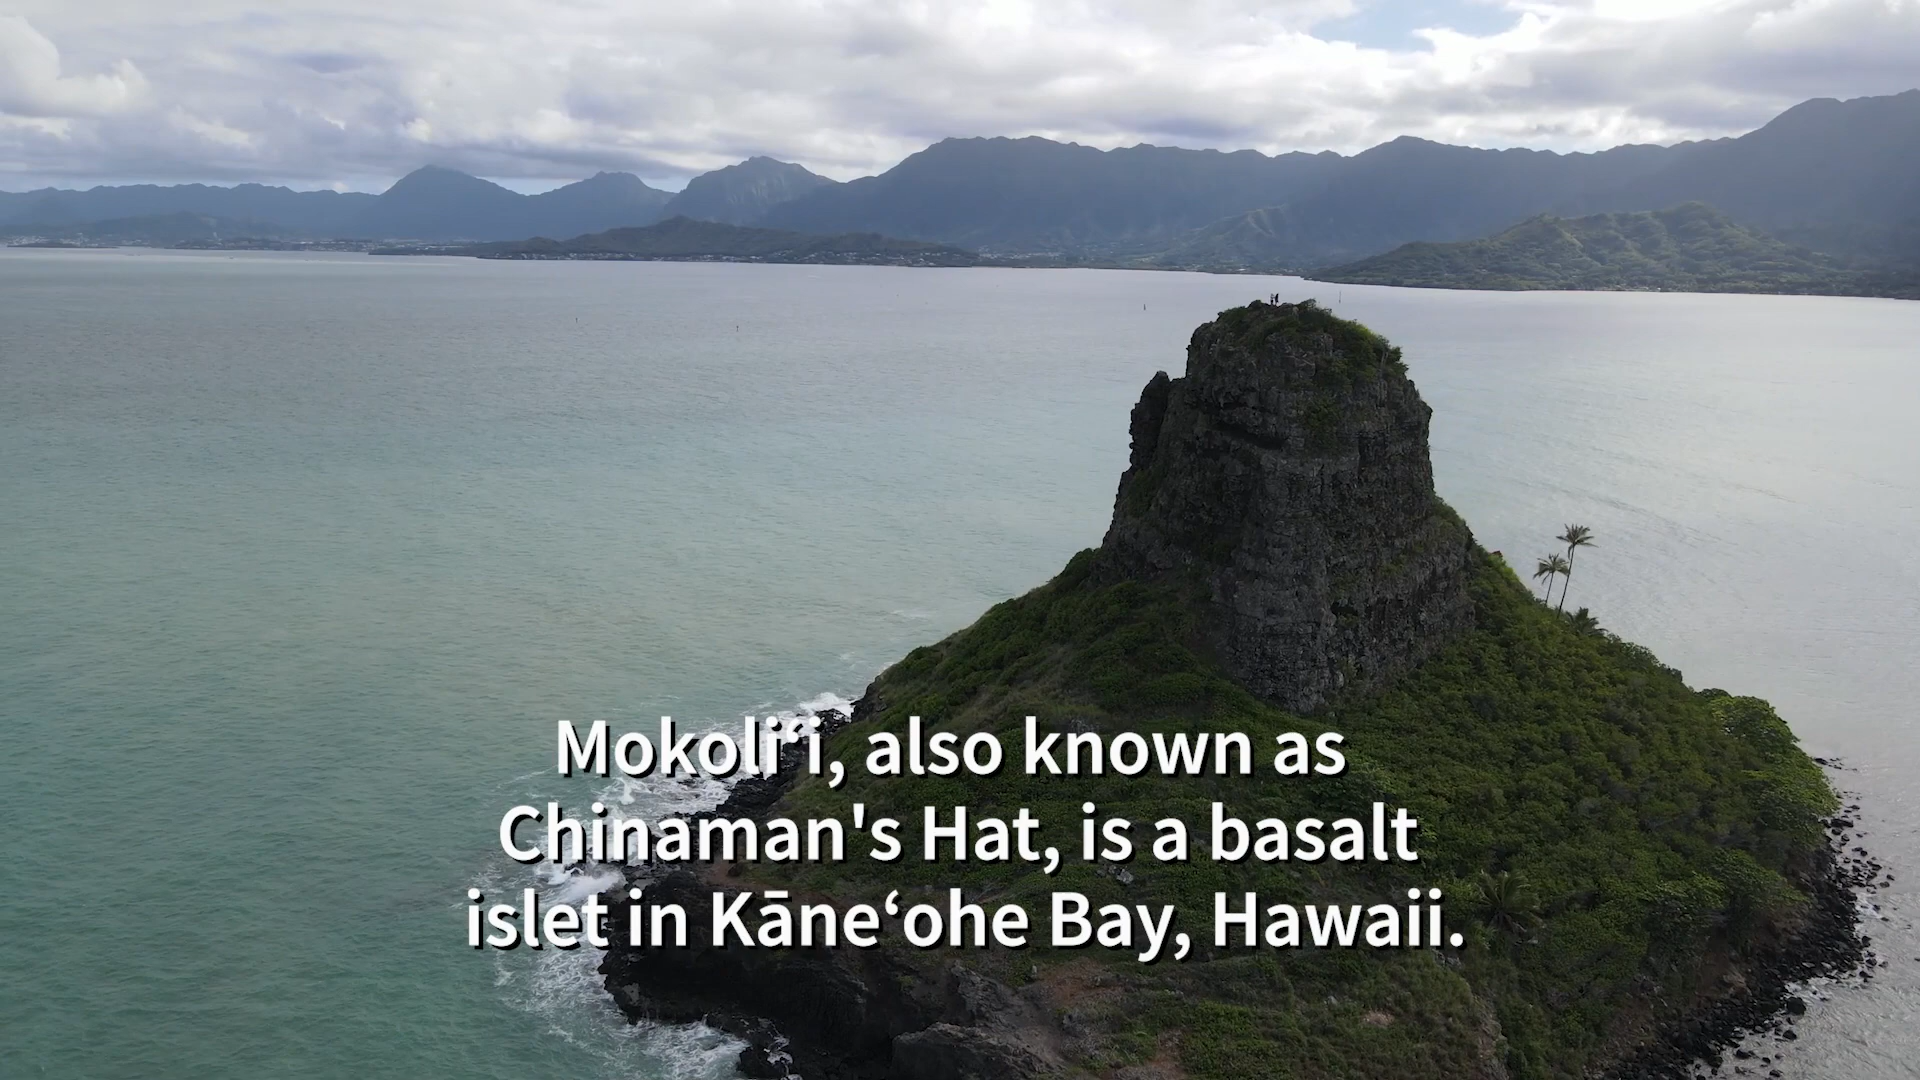 Mokoliʻi, also known as
Chinaman's Hat, is a basalt
islet in Kāneʻohe Bay, Hawaii.